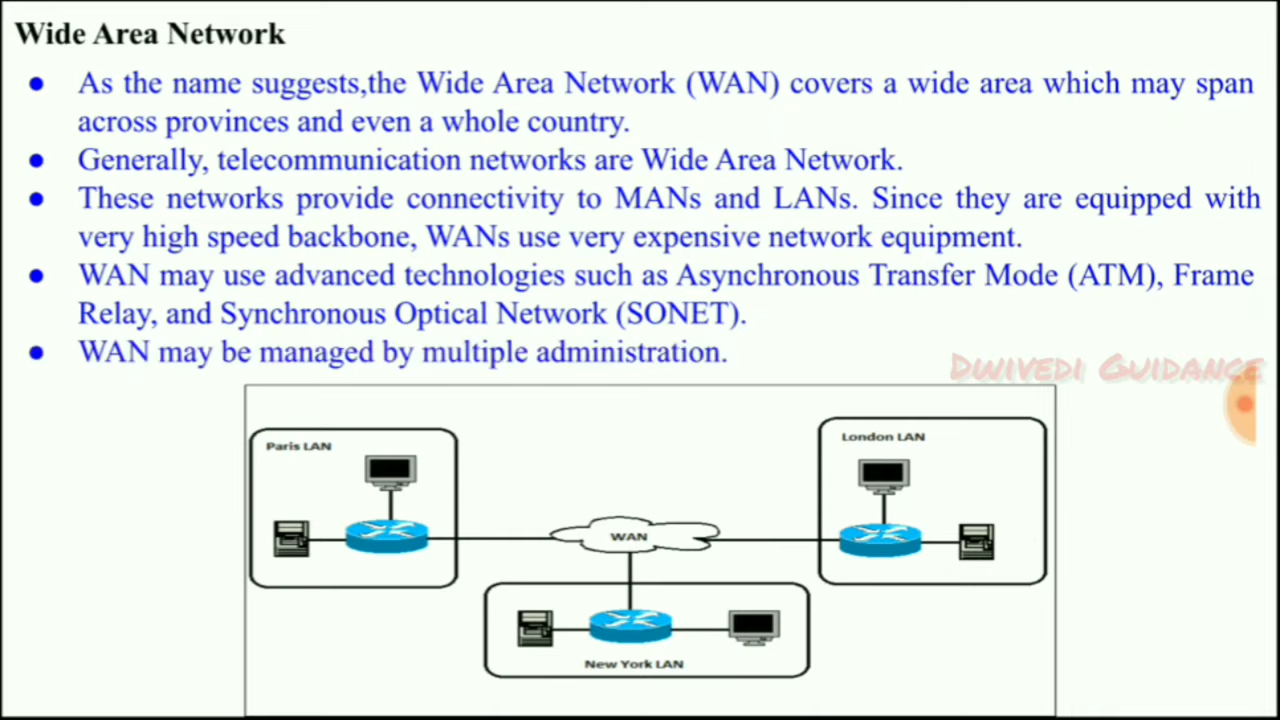 Wide Area Network
● As the name suggests,the Wide Area Network (WAN) covers a wide area which may span
across provinces and even a whole country.
● Generally, telecommunication networks are Wide Area Network.
● These networks provide connectivity to MANs and LANs. Since they are equipped with
very high speed backbone, WANs use very expensive network equipment.
● WAN may use advanced technologies such as Asynchronous Transfer Mode (ATM), Frame
Relay, and Synchronous Optical Network (SONET).
● WAN may be managed by multiple administration.
Dwivedi Guidance
Paris LAN
London LAN
WAN
New York LAN